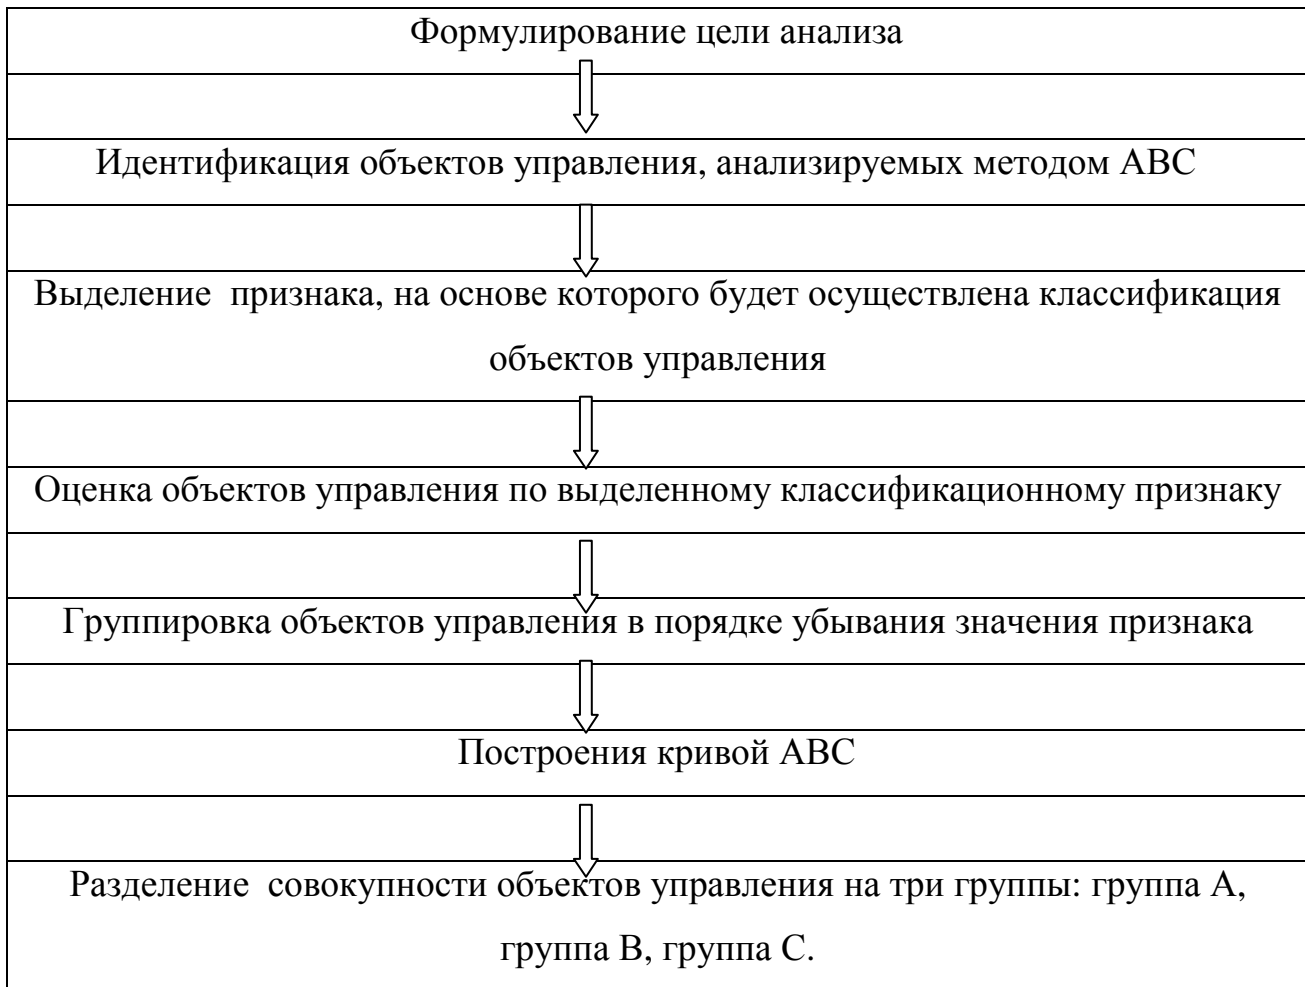 Формулирование цели анализа
Идентификация объектов управления, анализируемых методом АВС
Выделение  признака, на основе которого будет осуществлена классификация
объектов управления
Оценка объектов управления по выделенному классификационному признаку
Группировка объектов управления в порядке убывания значения признака
Построения кривой АВС
Разделение  совокупности объектов управления на три группы: группа А,
группа В, группа С.